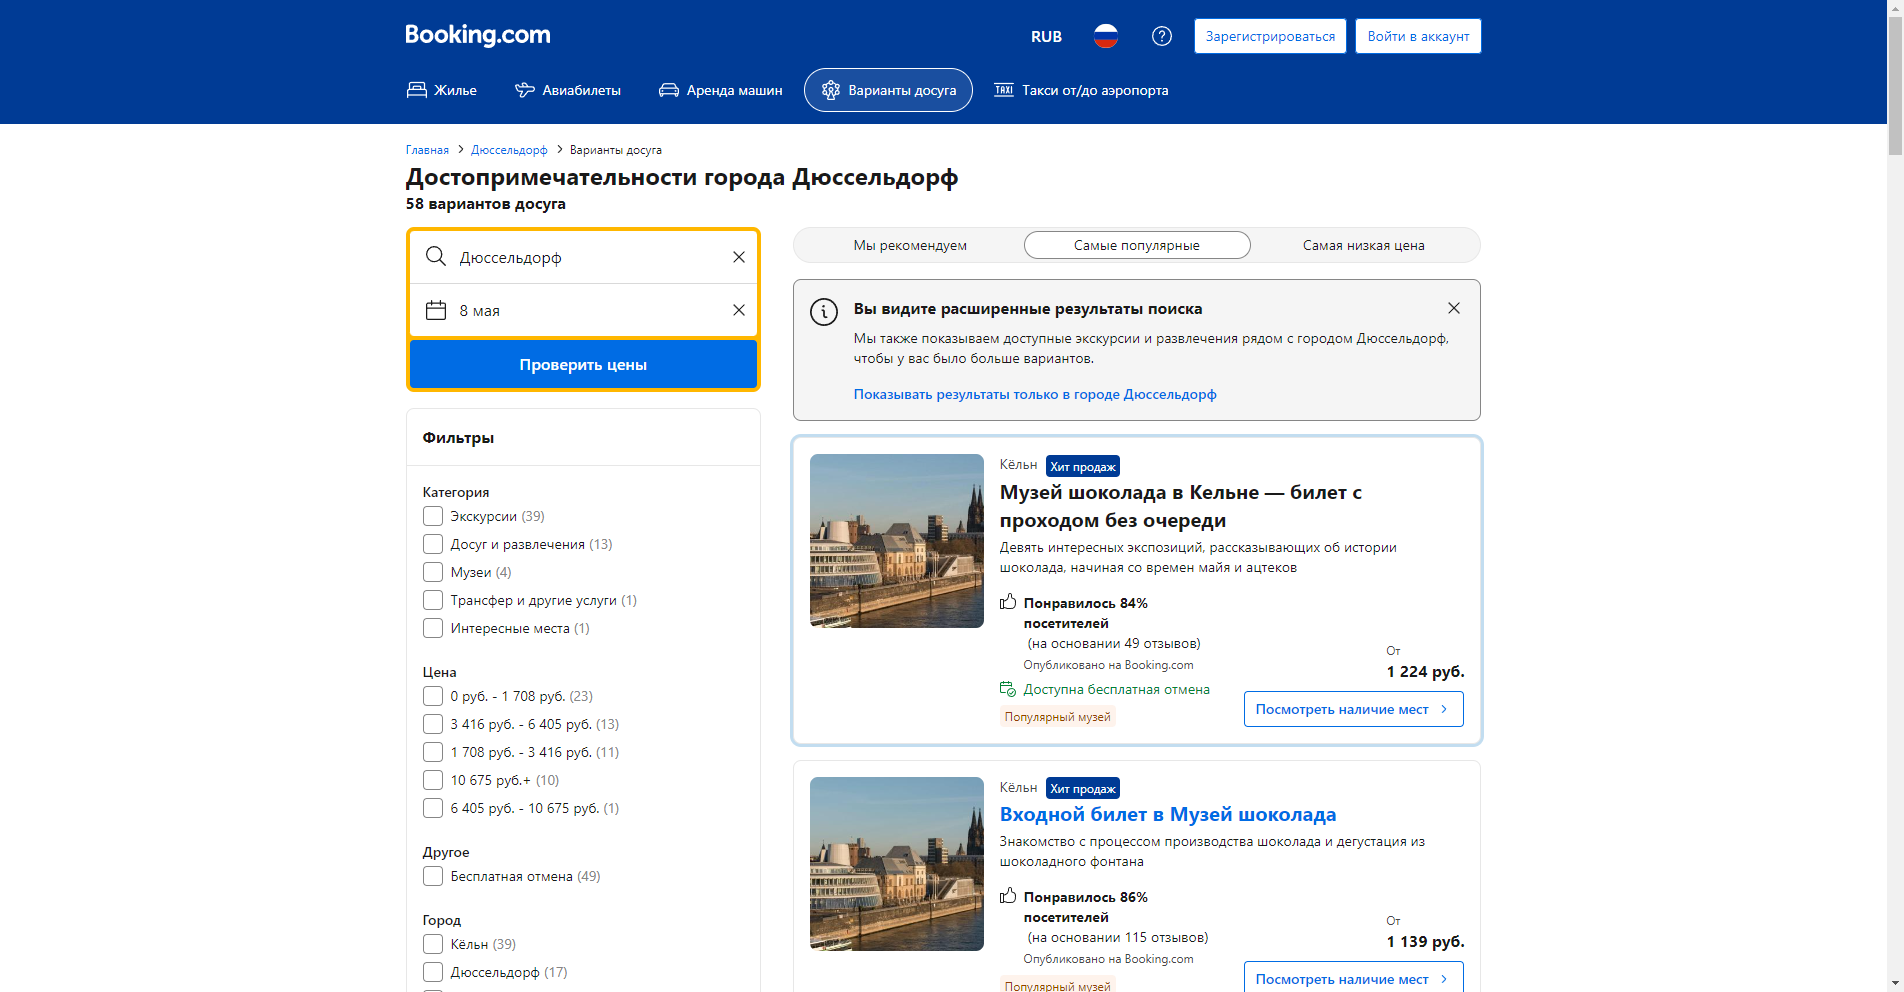 Booking.com
RUB
Зарегистрироваться
Войти в аккаунт
Жилье
Авиабилеты
Аренда машин
Варианты досуга
TAXI Такси от/до аэропорта
Главная > Дюссельдорф > Варианты досуга
Достопримечательности города Дюссельдорф
58 вариантов досуга
Дюссельдорф
8 мая
Проверить цены
Фильтры
Категория
Экскурсии (39)
Досуг и развлечения (13)
Музеи (4)
Трансфер и другие услуги (1)
Интересные места (1)
Цена
0 руб. - 1 708 руб. (23)
3 416 руб. - 6 405 руб. (13)
1 708 руб. - 3 416 руб. (11)
10 675 руб.+ (10)
6 405 руб. - 10 675 руб. (1)
Другое
Бесплатная отмена (49)
Город
Кёльн (39)
Дюссельдорф (17)
Мы рекомендуем
Самые популярные
Самая низкая цена
Вы видите расширенные результаты поиска
Мы также показываем доступные экскурсии и развлечения рядом с городом Дюссельдорф,
чтобы у вас было больше вариантов.
Показывать результаты только в городе Дюссельдорф
Кёльн Хит продаж
Музей шоколада в Кельне — билет с
проходом без очереди
Девять интересных экспозиций, рассказывающих об истории
шоколада, начиная со времен майя и ацтеков
Понравилось 84%
посетителей
(на основании 49 отзывов)
Опубликовано на Booking.com
Доступна бесплатная отмена
Популярный музей
От
1 224 руб.
Посмотреть наличие мест
Кёльн Хит продаж
Входной билет в Музей шоколада
Знакомство с процессом производства шоколада и дегустация из
шоколадного фонтана
Понравилось 86%
посетителей
(на основании 115 отзывов)
Опубликовано на Booking.com
Популярный музей
От
1 139 руб.
Посмотреть наличие мест